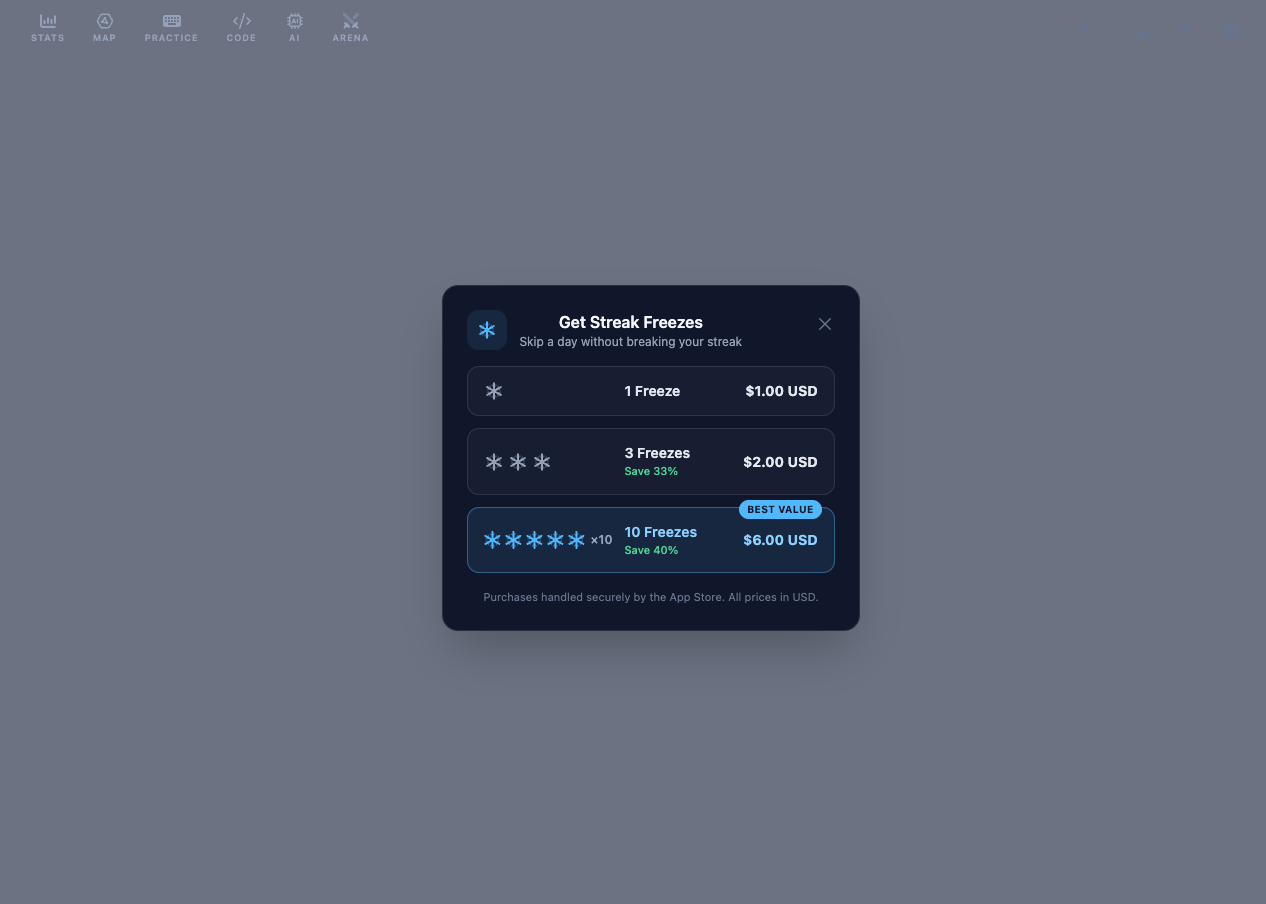 STATS
MAP
PRACTICE
CODE
AI
ARENA
Get Streak Freezes
Skip a day without breaking your streak
1 Freeze
$1.00 USD
3 Freezes
Save 33%
$2.00 USD
BEST VALUE
×10
10 Freezes
Save 40%
$6.00 USD
Purchases handled securely by the App Store. All prices in USD.